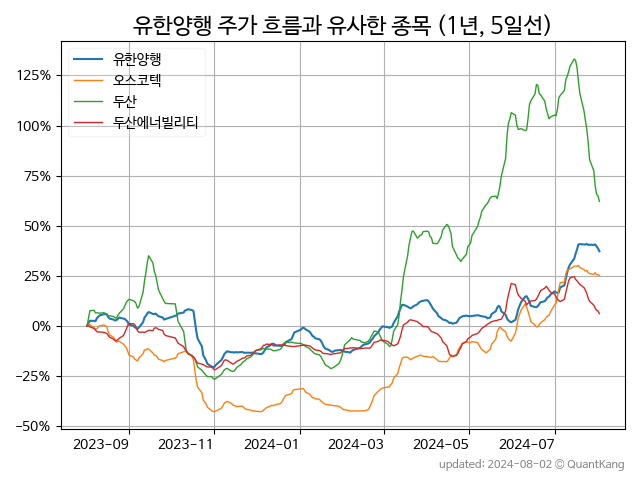 유한양행 주가 흐름과 유사한 종목 (1년, 5일선)
유한양행
오스코텍
두산
두산에너빌리티
125%
100%
75%
50%
25%
0%
−25%
−50%
2023-09
2023-11
2024-01
2024-03
2024-05
2024-07
updated: 2024-08-02 © QuantKang